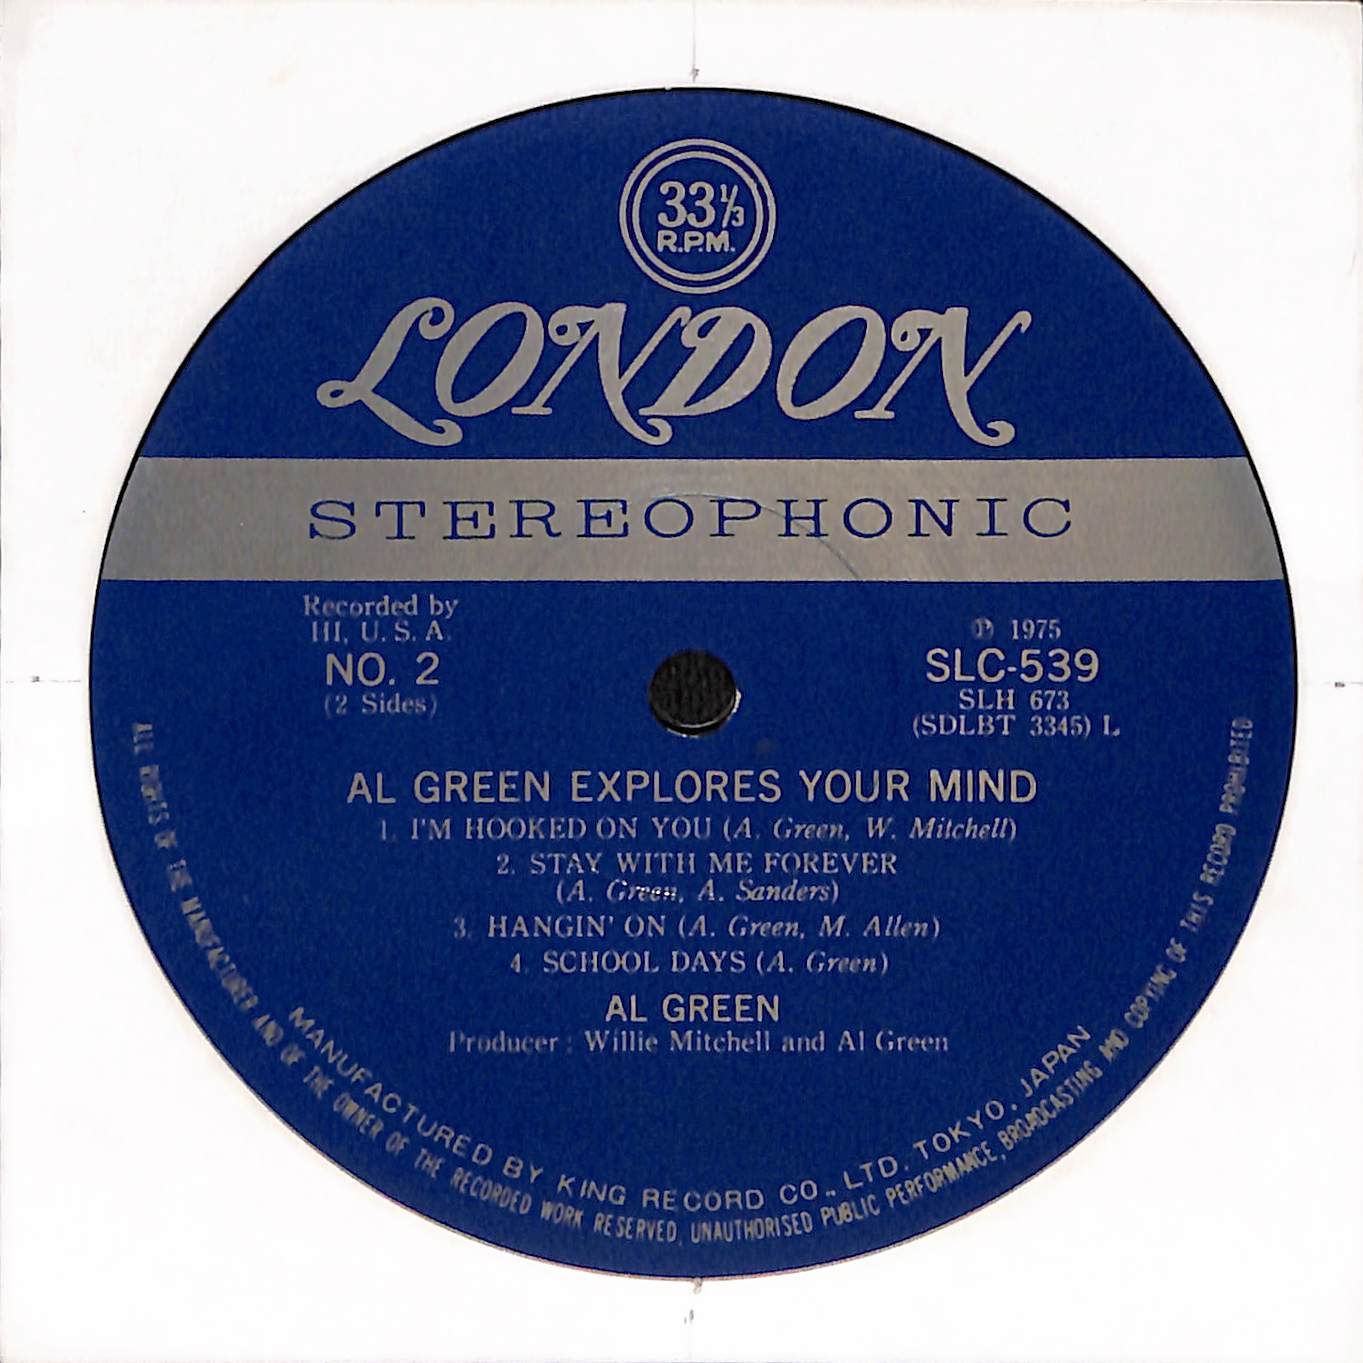 33⅓
R.P.M.
LONDON
STEREOPHONIC
Recorded by
HI, U. S. A.
NO. 2
(2 Sides)
℗ 1975
SLC-539
SLH 673
(SDLBT 3345) L
AL GREEN EXPLORES YOUR MIND
1. I'M HOOKED ON YOU (A. Green, W. Mitchell)
2. STAY WITH ME FOREVER
(A. Green, A. Sanders)
3. HANGIN' ON (A. Green, M. Allen)
4. SCHOOL DAYS (A. Green)
AL GREEN
Producer : Willie Mitchell and Al Green
MANUFACTURED BY KING RECORD CO., LTD. TOKYO. JAPAN
ALL RIGHTS OF THE MANUFACTURER AND OF THE OWNER OF THE RECORDED WORK RESERVED, UNAUTHORISED PUBLIC PERFORMANCE, BROADCASTING AND COPYING OF THIS RECORD PROHIBITED